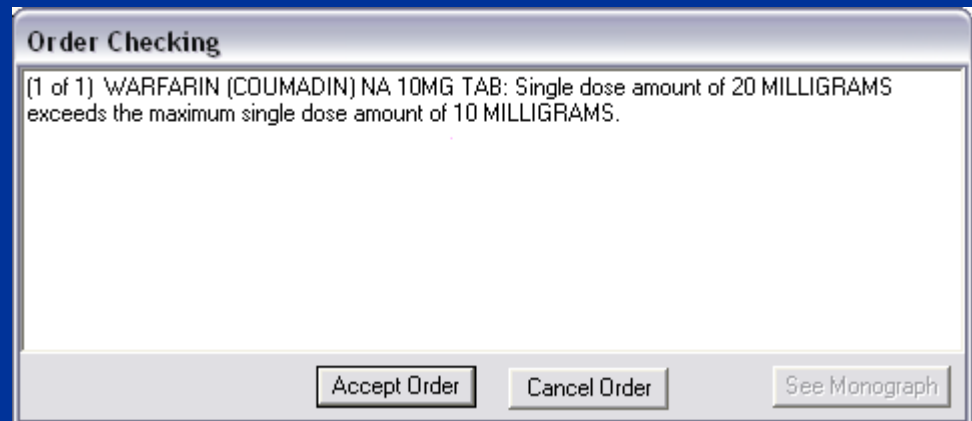 Order Checking
(1 of 1) WARFARIN (COUMADIN) NA 10MG TAB: Single dose amount of 20 MILLIGRAMS
exceeds the maximum single dose amount of 10 MILLIGRAMS.
Accept Order Cancel Order See Monograph